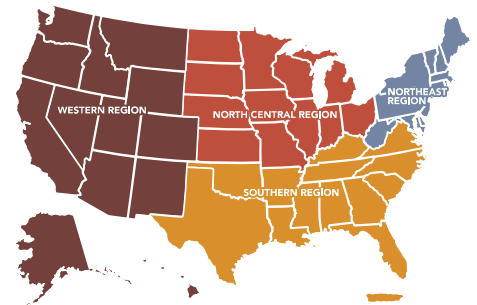 WESTERN REGION
NORTH CENTRAL REGION
NORTHEAST
REGION
SOUTHERN REGION